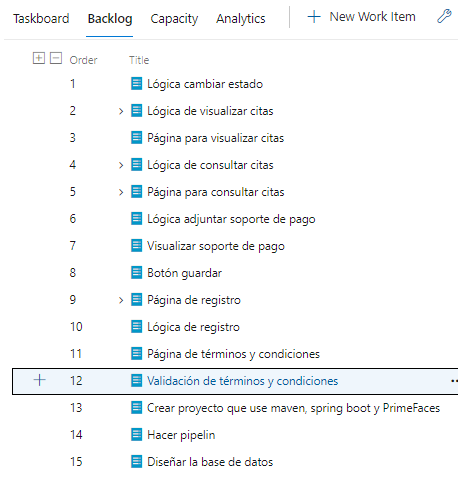 Taskboard Backlog Capacity Analytics + New Work Item
Order Title
1 Lógica cambiar estado
2 Lógica de visualizar citas
3 Página para visualizar citas
4 Lógica de consultar citas
5 Página para consultar citas
6 Lógica adjuntar soporte de pago
7 Visualizar soporte de pago
8 Botón guardar
9 Página de registro
10 Lógica de registro
11 Página de términos y condiciones
12 Validación de términos y condiciones
13 Crear proyecto que use maven, spring boot y PrimeFaces
14 Hacer pipelin
15 Diseñar la base de datos